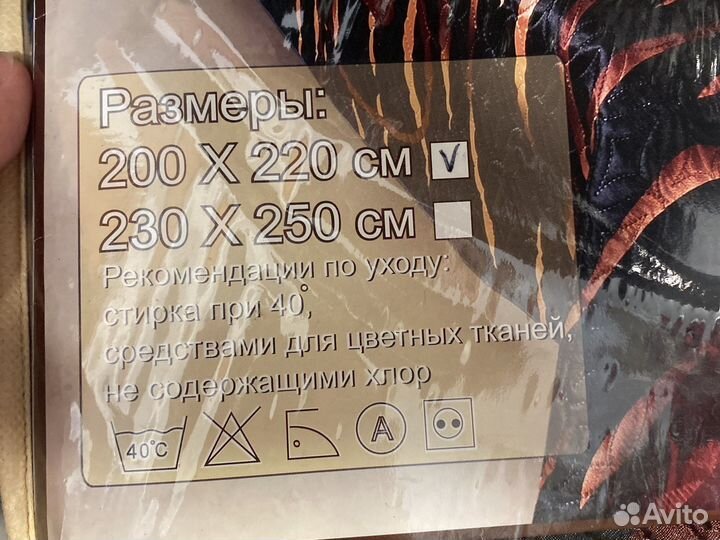 Размеры:
200 X 220 см V
230 X 250 см
Рекомендации по уходу:
стирка при 40°,
средствами для цветных тканей,
не содержащими хлор
40°C
A
Avito